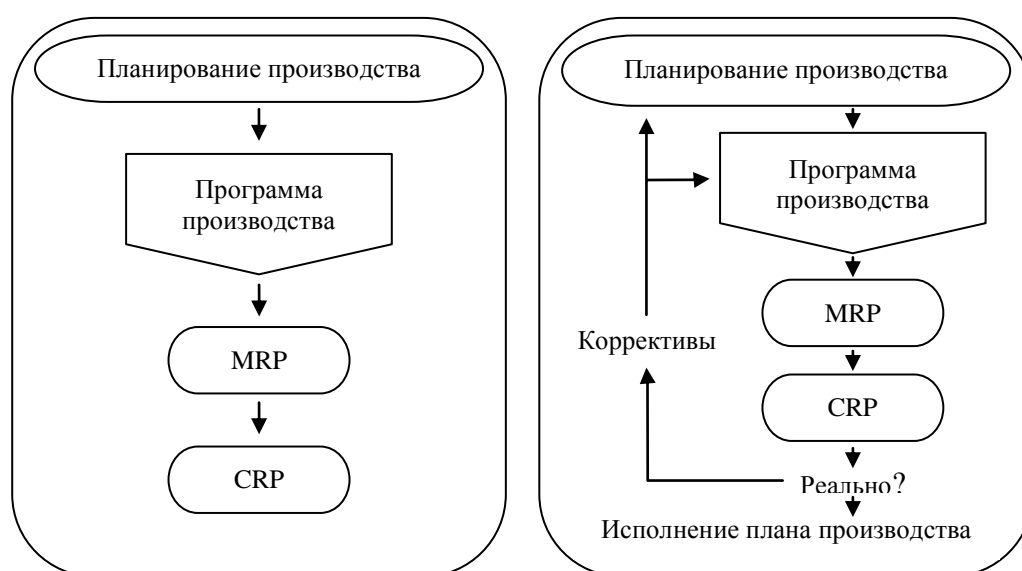 Планирование производства
Программа
производства
MRP
CRP
Планирование производства
Программа
производства
MRP
Коррективы
CRP
Реально?
Исполнение плана производства